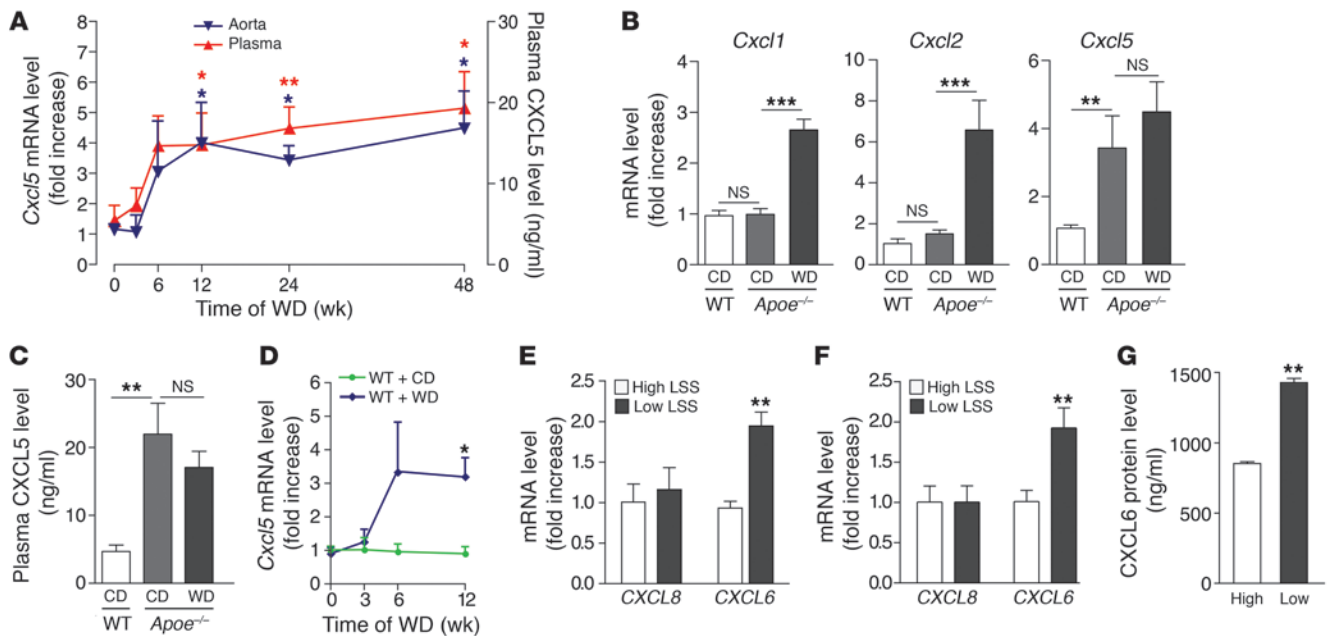 A
Aorta
Plasma
Cxcl5 mRNA level
(fold increase)
8
7
6
5
4
3
2
1
0
Plasma CXCL5 level
(ng/ml)
30
20
10
0
*
*
**
*
*
*
0 6 12 24 48
Time of WD (wk)
B
mRNA level
(fold increase)
Cxcl1
4
3
2
1
0
NS
***
CD CD WD
WT Apoe–/–
Cxcl2
10
8
6
4
2
0
NS
***
CD CD WD
WT Apoe–/–
Cxcl5
6
4
2
0
**
NS
CD CD WD
WT Apoe–/–
C
Plasma CXCL5 level
(ng/ml)
30
20
10
0
**
NS
CD CD WD
WT Apoe–/–
D
WT + CD
WT + WD
Cxcl5 mRNA level
(fold increase)
6
5
4
3
2
1
0
*
0 3 6 12
Time of WD (wk)
E
High LSS
Low LSS
mRNA level
(fold increase)
2.5
2.0
1.5
1.0
0.5
0.0
**
CXCL8 CXCL6
F
High LSS
Low LSS
mRNA level
(fold increase)
2.5
2.0
1.5
1.0
0.5
0.0
**
CXCL8 CXCL6
G
CXCL6 protein level
(ng/ml)
1500
1000
500
0
**
High Low